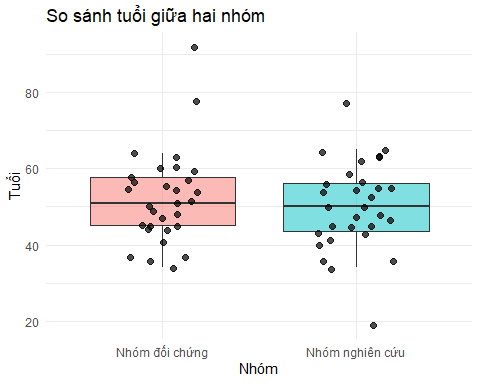 So sánh tuổi giữa hai nhóm
Tuổi
80
60
40
20
Nhóm đối chứng
Nhóm nghiên cứu
Nhóm